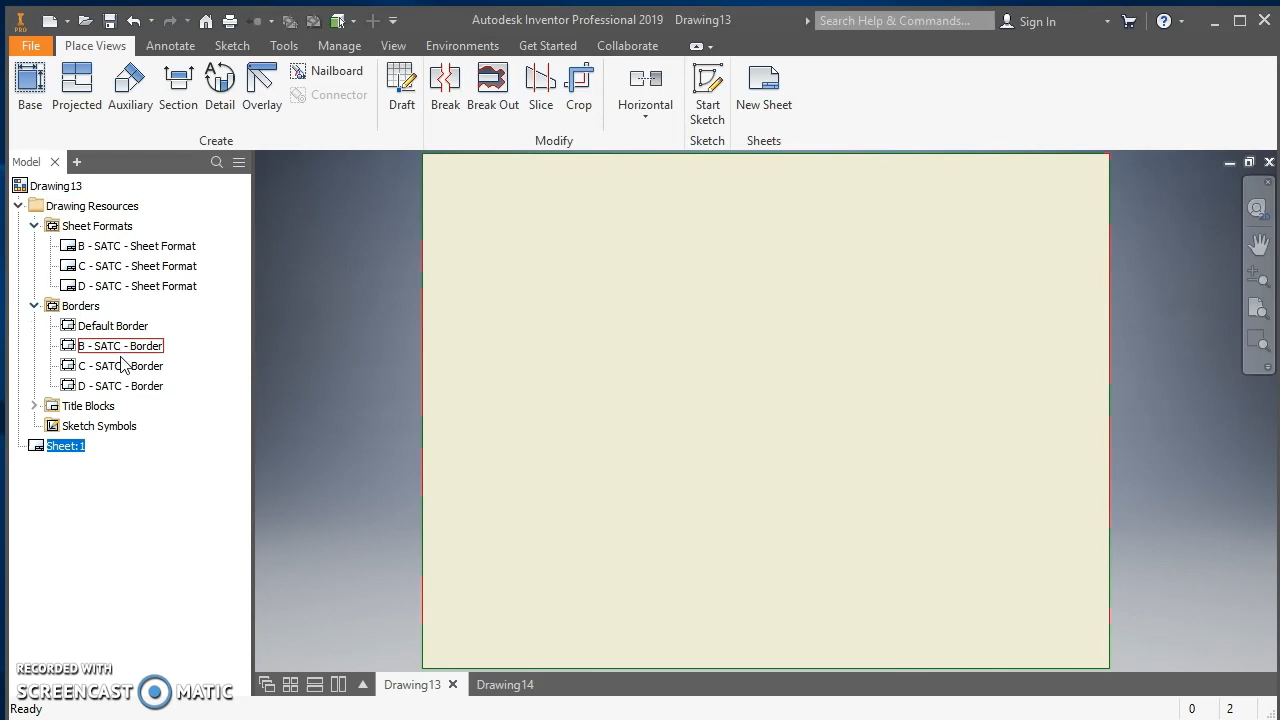 PRO
Autodesk Inventor Professional 2019 Drawing13
Search Help & Commands...
Sign In
File Place Views Annotate Sketch Tools Manage View Environments Get Started Collaborate
Base Projected Auxiliary Section Detail Overlay
Nailboard
Connector
Draft Break Break Out Slice Crop Horizontal
Start Sketch
New Sheet
Create Modify Sketch Sheets
Model
Drawing13
Drawing Resources
Sheet Formats
B - SATC - Sheet Format
C - SATC - Sheet Format
D - SATC - Sheet Format
Borders
Default Border
B - SATC - Border
C - SATC - Border
D - SATC - Border
Title Blocks
Sketch Symbols
Sheet:1
RECORDED WITH
SCREENCAST MATIC
Drawing13 Drawing14
Ready 0 2